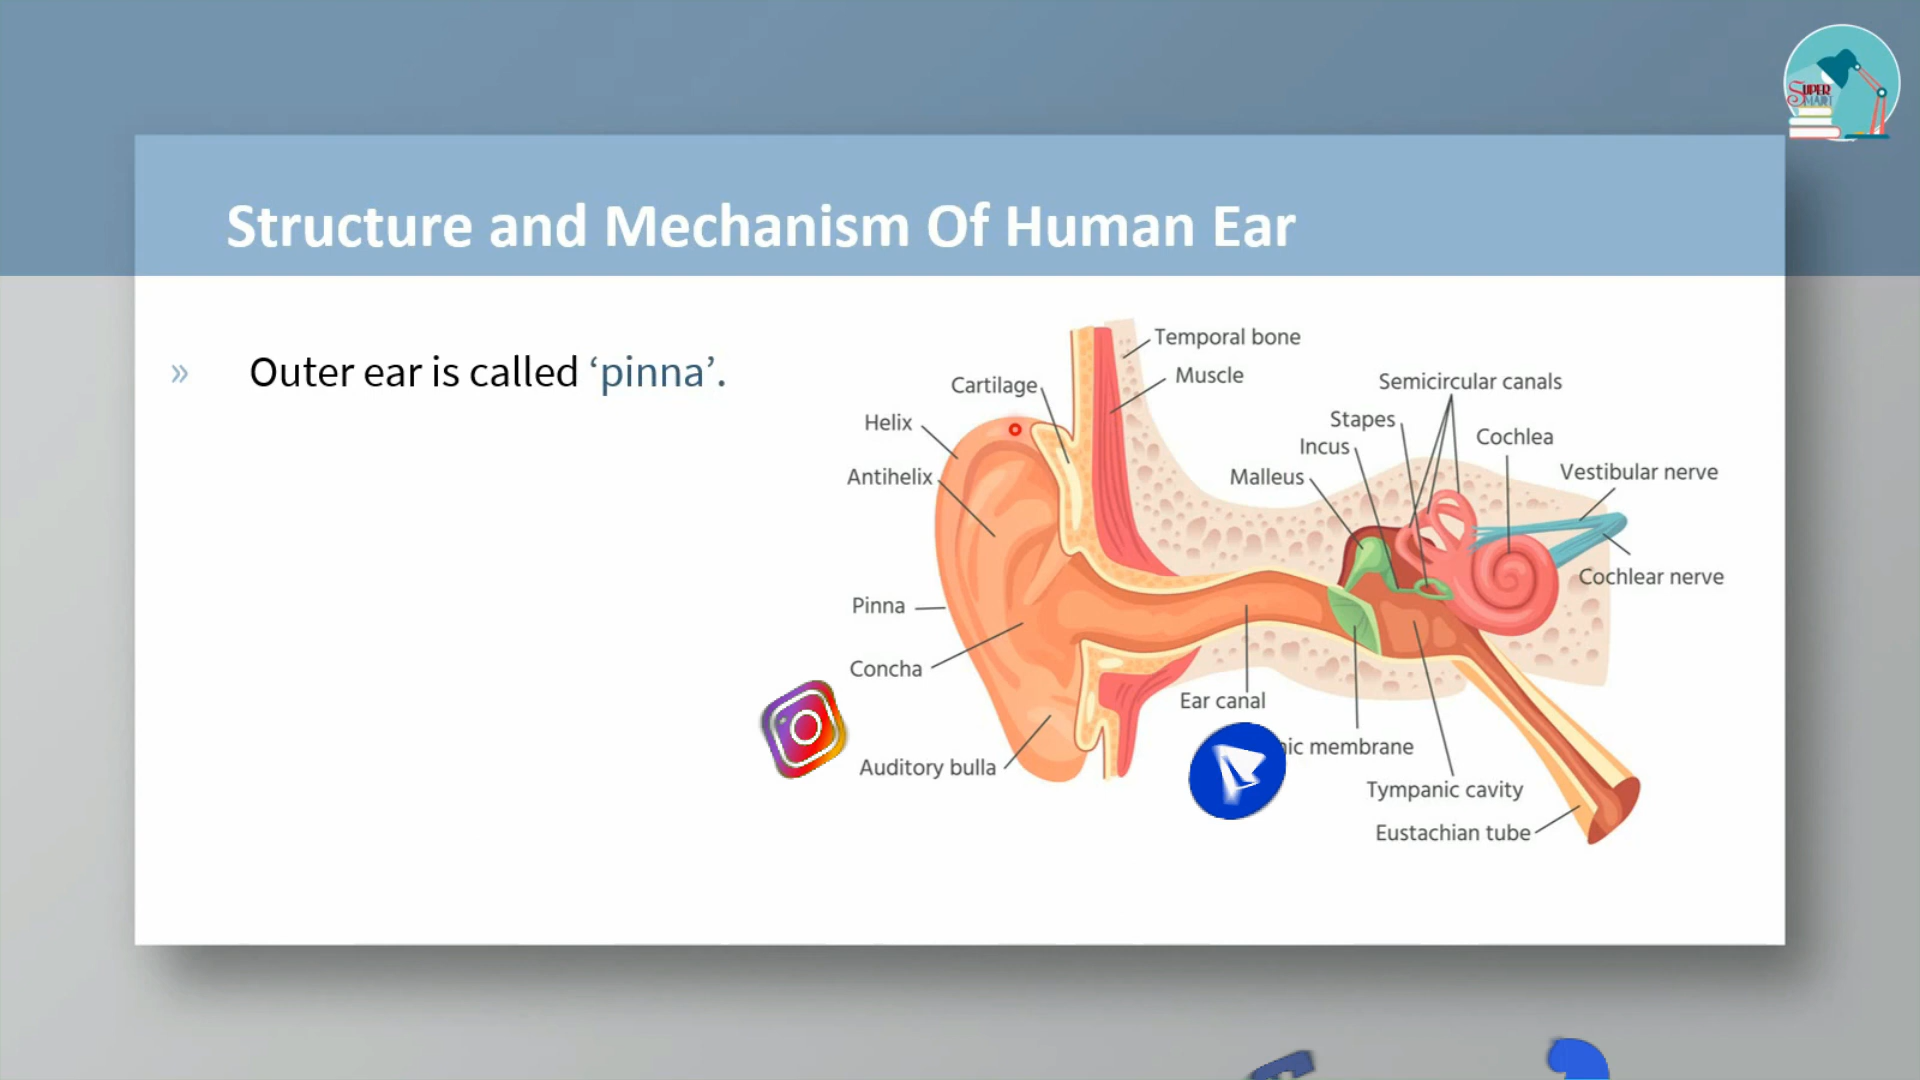 SUPER
SMART
Structure and Mechanism Of Human Ear
» Outer ear is called ‘pinna’.
Temporal bone
Muscle
Cartilage
Semicircular canals
Helix
Stapes
Cochlea
Incus
Antihelix
Malleus
Vestibular nerve
Cochlear nerve
Pinna
Concha
Ear canal
membrane
Auditory bulla
Tympanic cavity
Eustachian tube